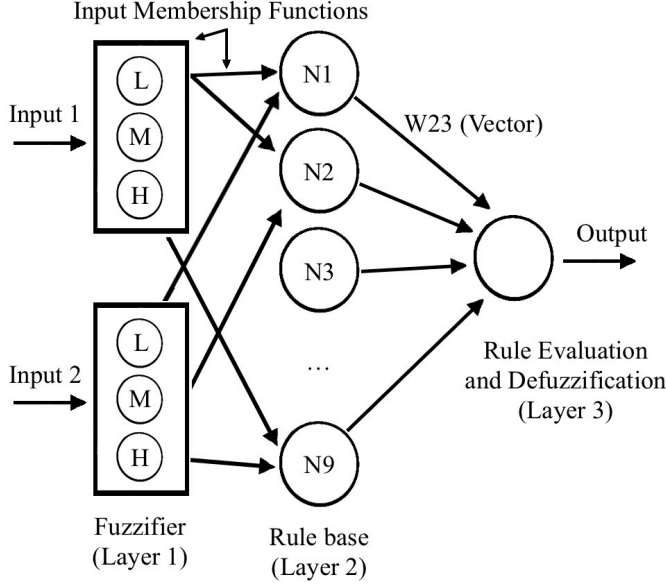 Input Membership Functions
Input 1
L
M
H
N1
W23 (Vector)
N2
N3
Output
Input 2
L
M
H
...
N9
Rule Evaluation
and Defuzzification
(Layer 3)
Fuzzifier
(Layer 1)
Rule base
(Layer 2)